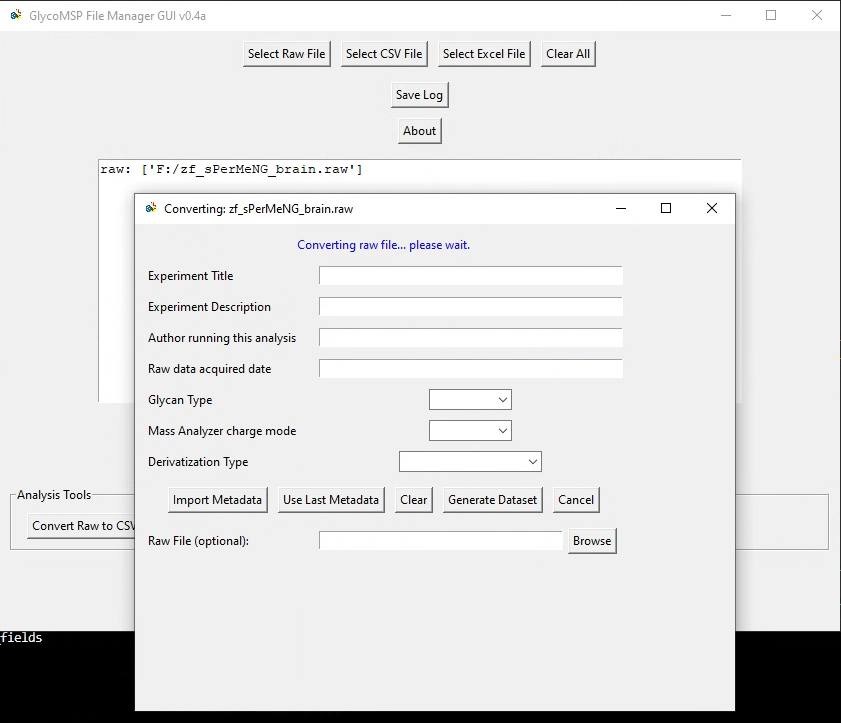 GlycoMSP File Manager GUI v0.4a
Select Raw File Select CSV File Select Excel File Clear All
Save Log
About
raw: ['F:/zf_sPerMeNG_brain.raw']
Converting: zf_sPerMeNG_brain.raw
Converting raw file... please wait.
Experiment Title
Experiment Description
Author running this analysis
Raw data acquired date
Glycan Type
Mass Analyzer charge mode
Derivatization Type
Import Metadata Use Last Metadata Clear Generate Dataset Cancel
Raw File (optional): Browse
Analysis Tools
Convert Raw to CSV
fields